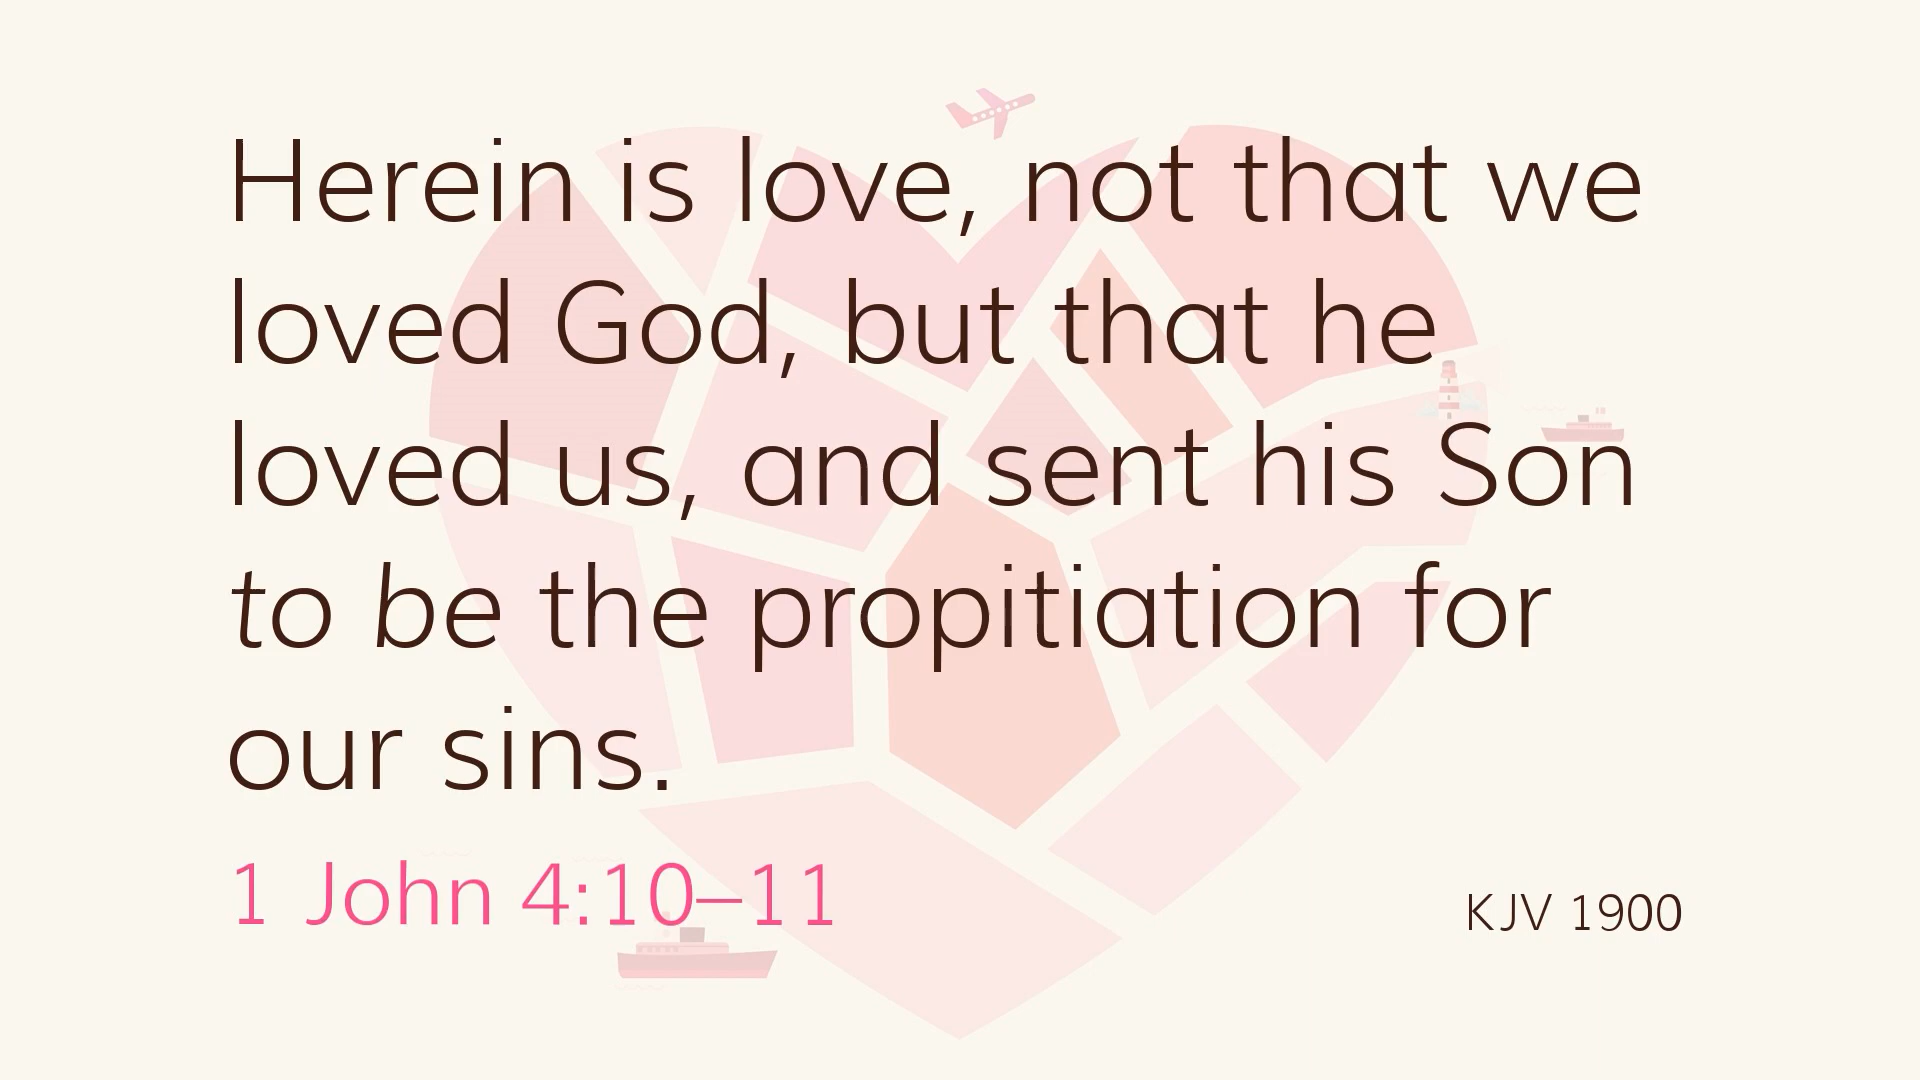 Herein is love, not that we
loved God, but that he
loved us, and sent his Son
to be the propitiation for
our sins.
1 John 4:10–11
KJV 1900